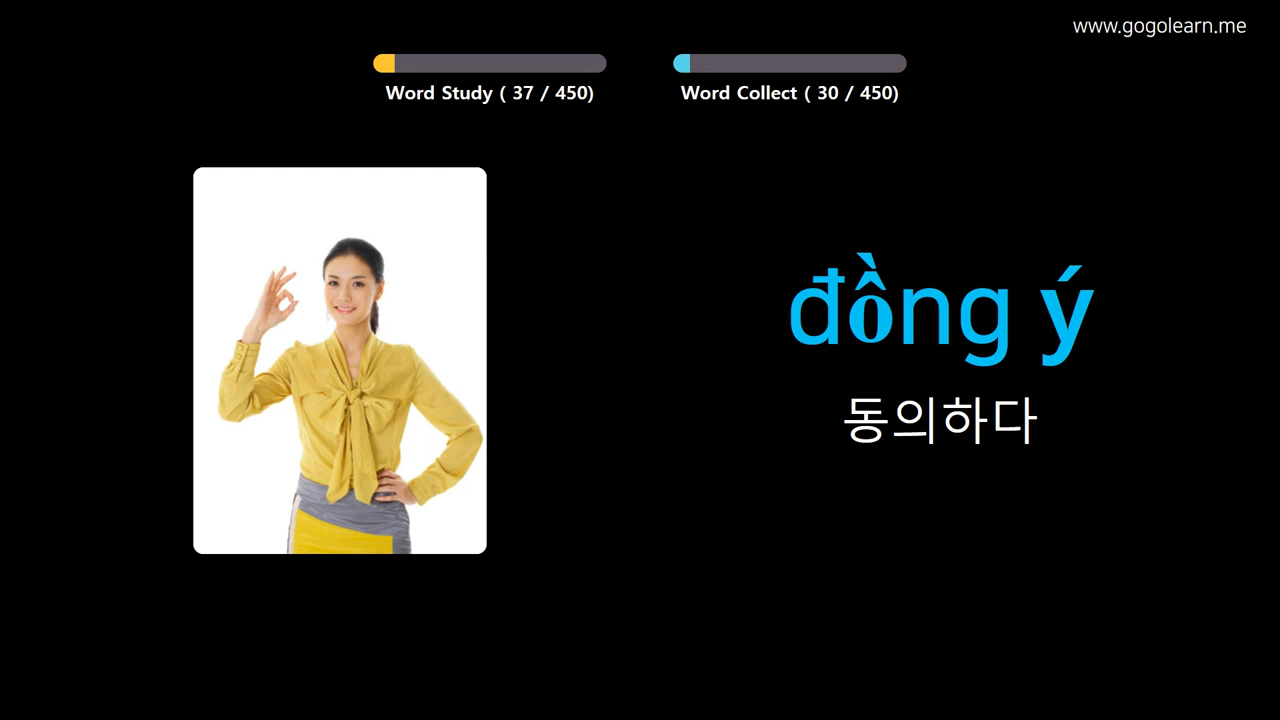 www.gogolearn.me
Word Study ( 37 / 450)
Word Collect ( 30 / 450)
đồng ý
동의하다